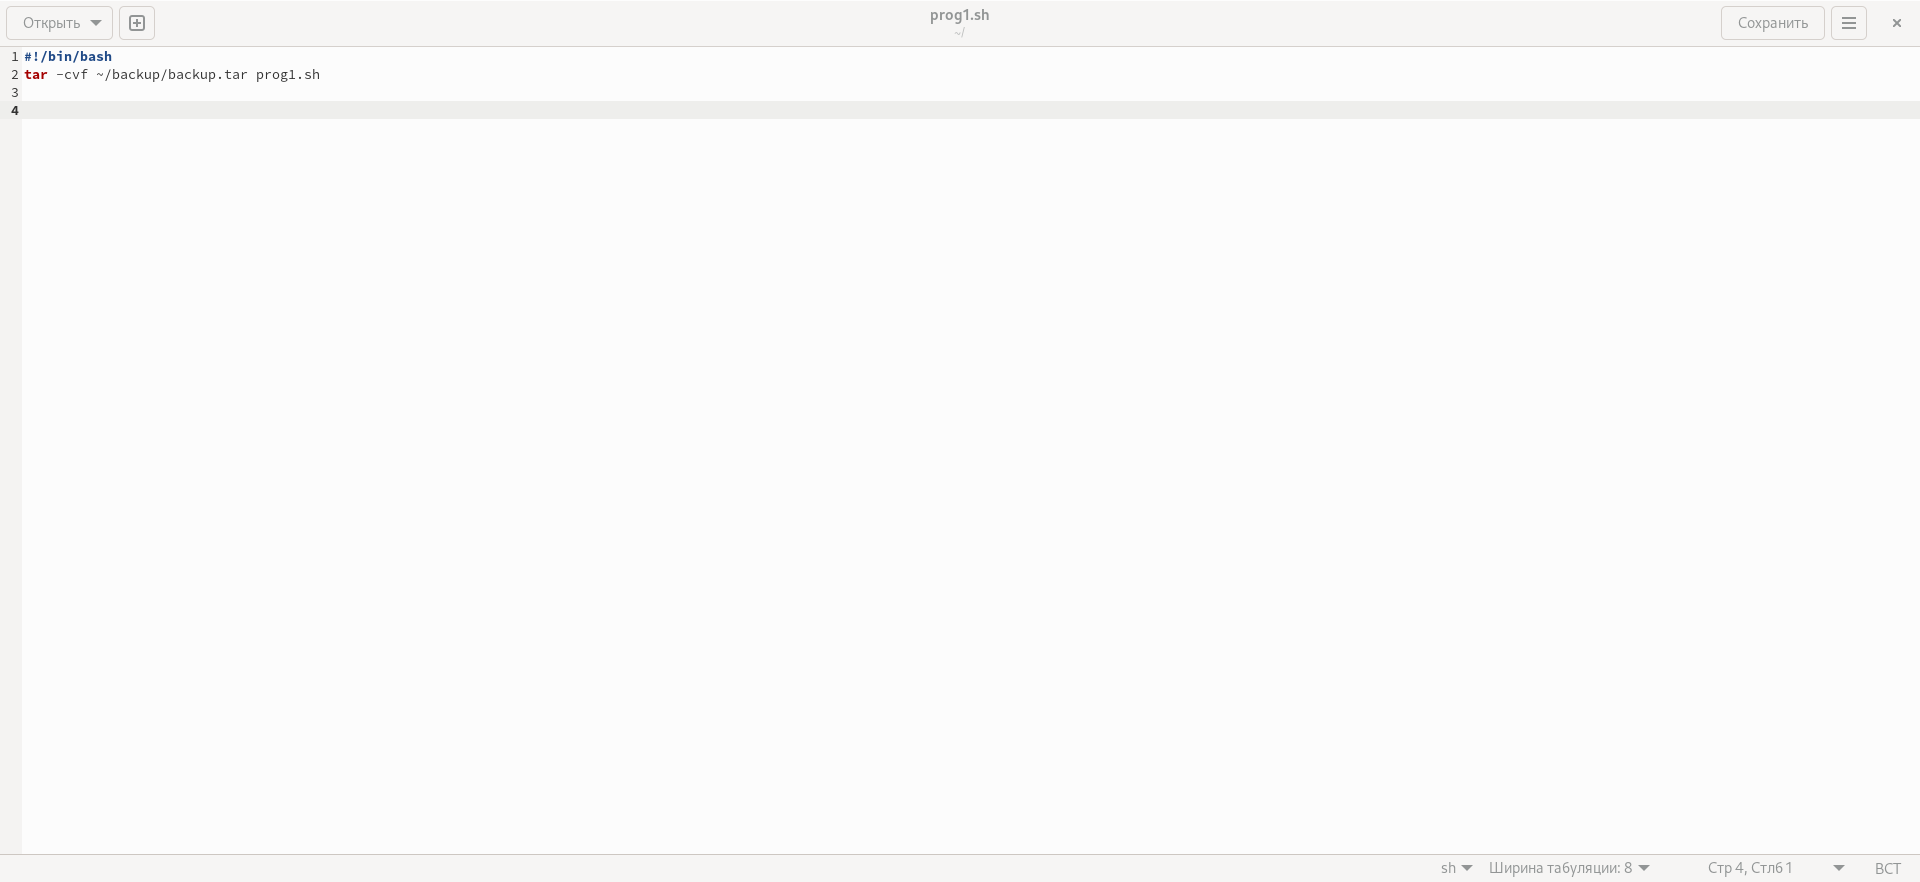 Открыть
prog1.sh
~/
Сохранить
1 #!/bin/bash
2 tar -cvf ~/backup/backup.tar prog1.sh
3
4
sh Ширина табуляции: 8 Стр 4, Стлб 1 ВСТ